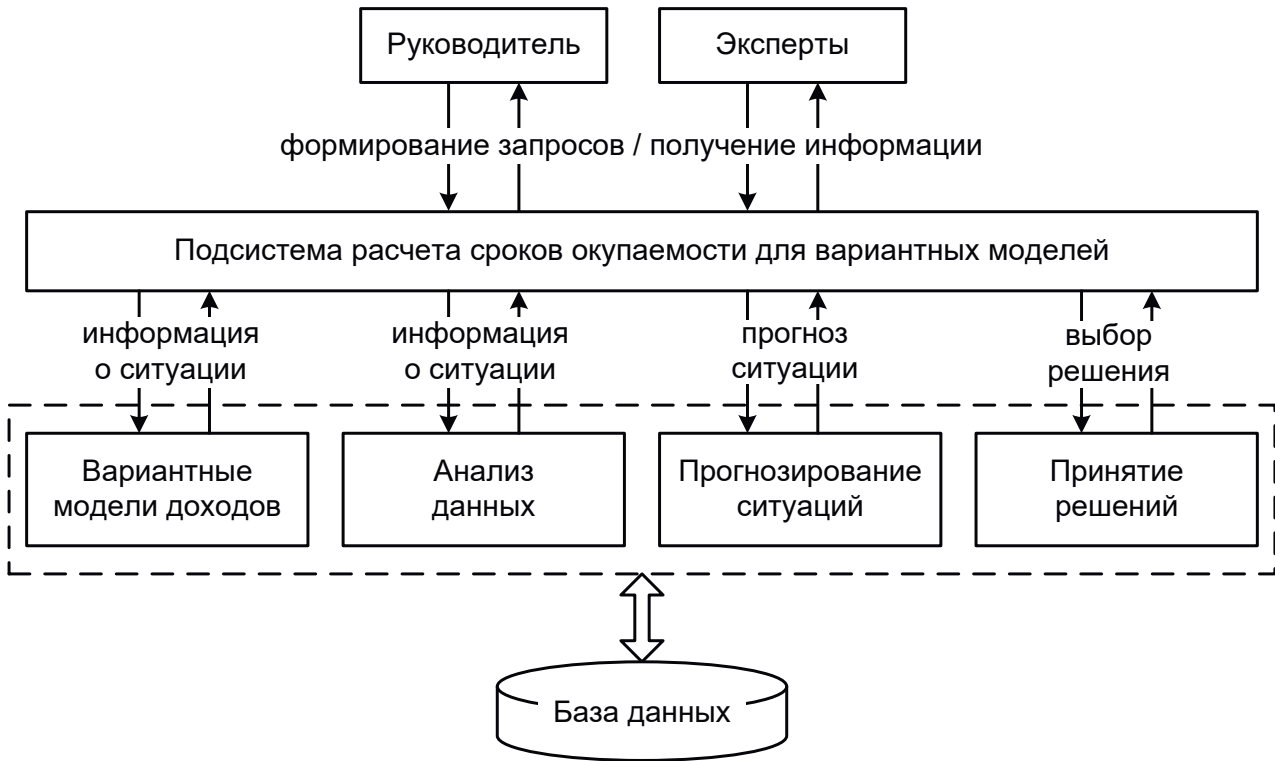 Руководитель
Эксперты
формирование запросов / получение информации
Подсистема расчета сроков окупаемости для вариантных моделей
информация
о ситуации
информация
о ситуации
прогноз
ситуации
выбор
решения
Вариантные
модели доходов
Анализ
данных
Прогнозирование
ситуаций
Принятие
решений
База данных